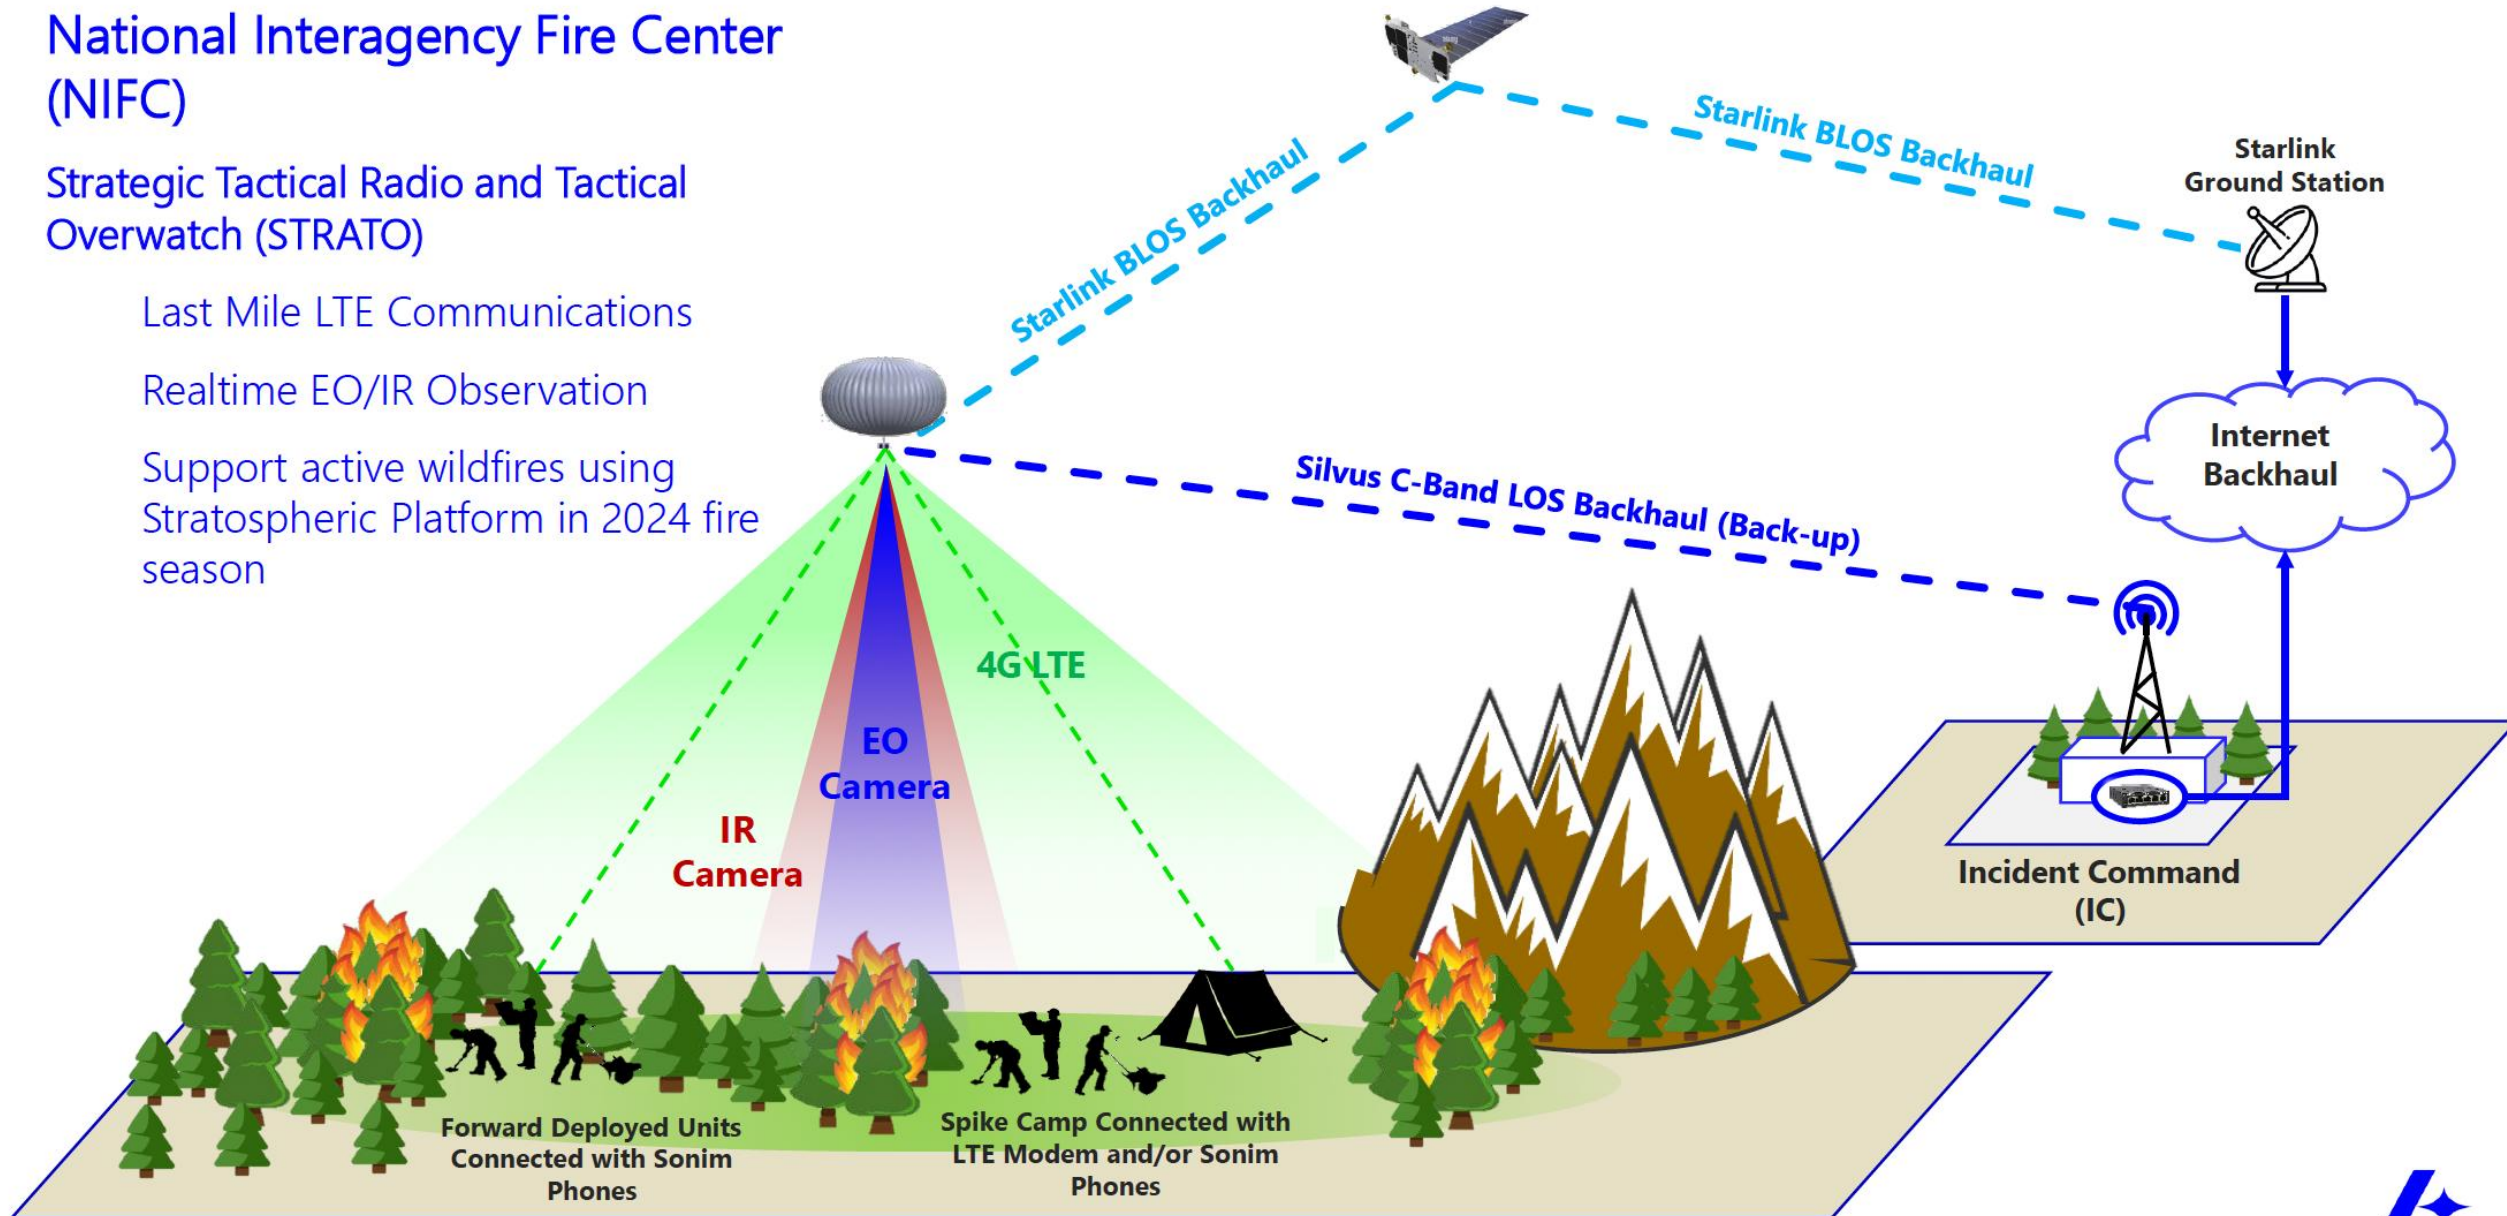 National Interagency Fire Center
(NIFC)
Strategic Tactical Radio and Tactical
Overwatch (STRATO)
Last Mile LTE Communications
Realtime EO/IR Observation
Support active wildfires using
Stratospheric Platform in 2024 fire
season
Starlink BLOS Backhaul
Starlink BLOS Backhaul
Starlink
Ground Station
Internet
Backhaul
Silvus C-Band LOS Backhaul (Back-up)
4G LTE
EO
Camera
IR
Camera
Incident Command
(IC)
Forward Deployed Units
Connected with Sonim
Phones
Spike Camp Connected with
LTE Modem and/or Sonim
Phones